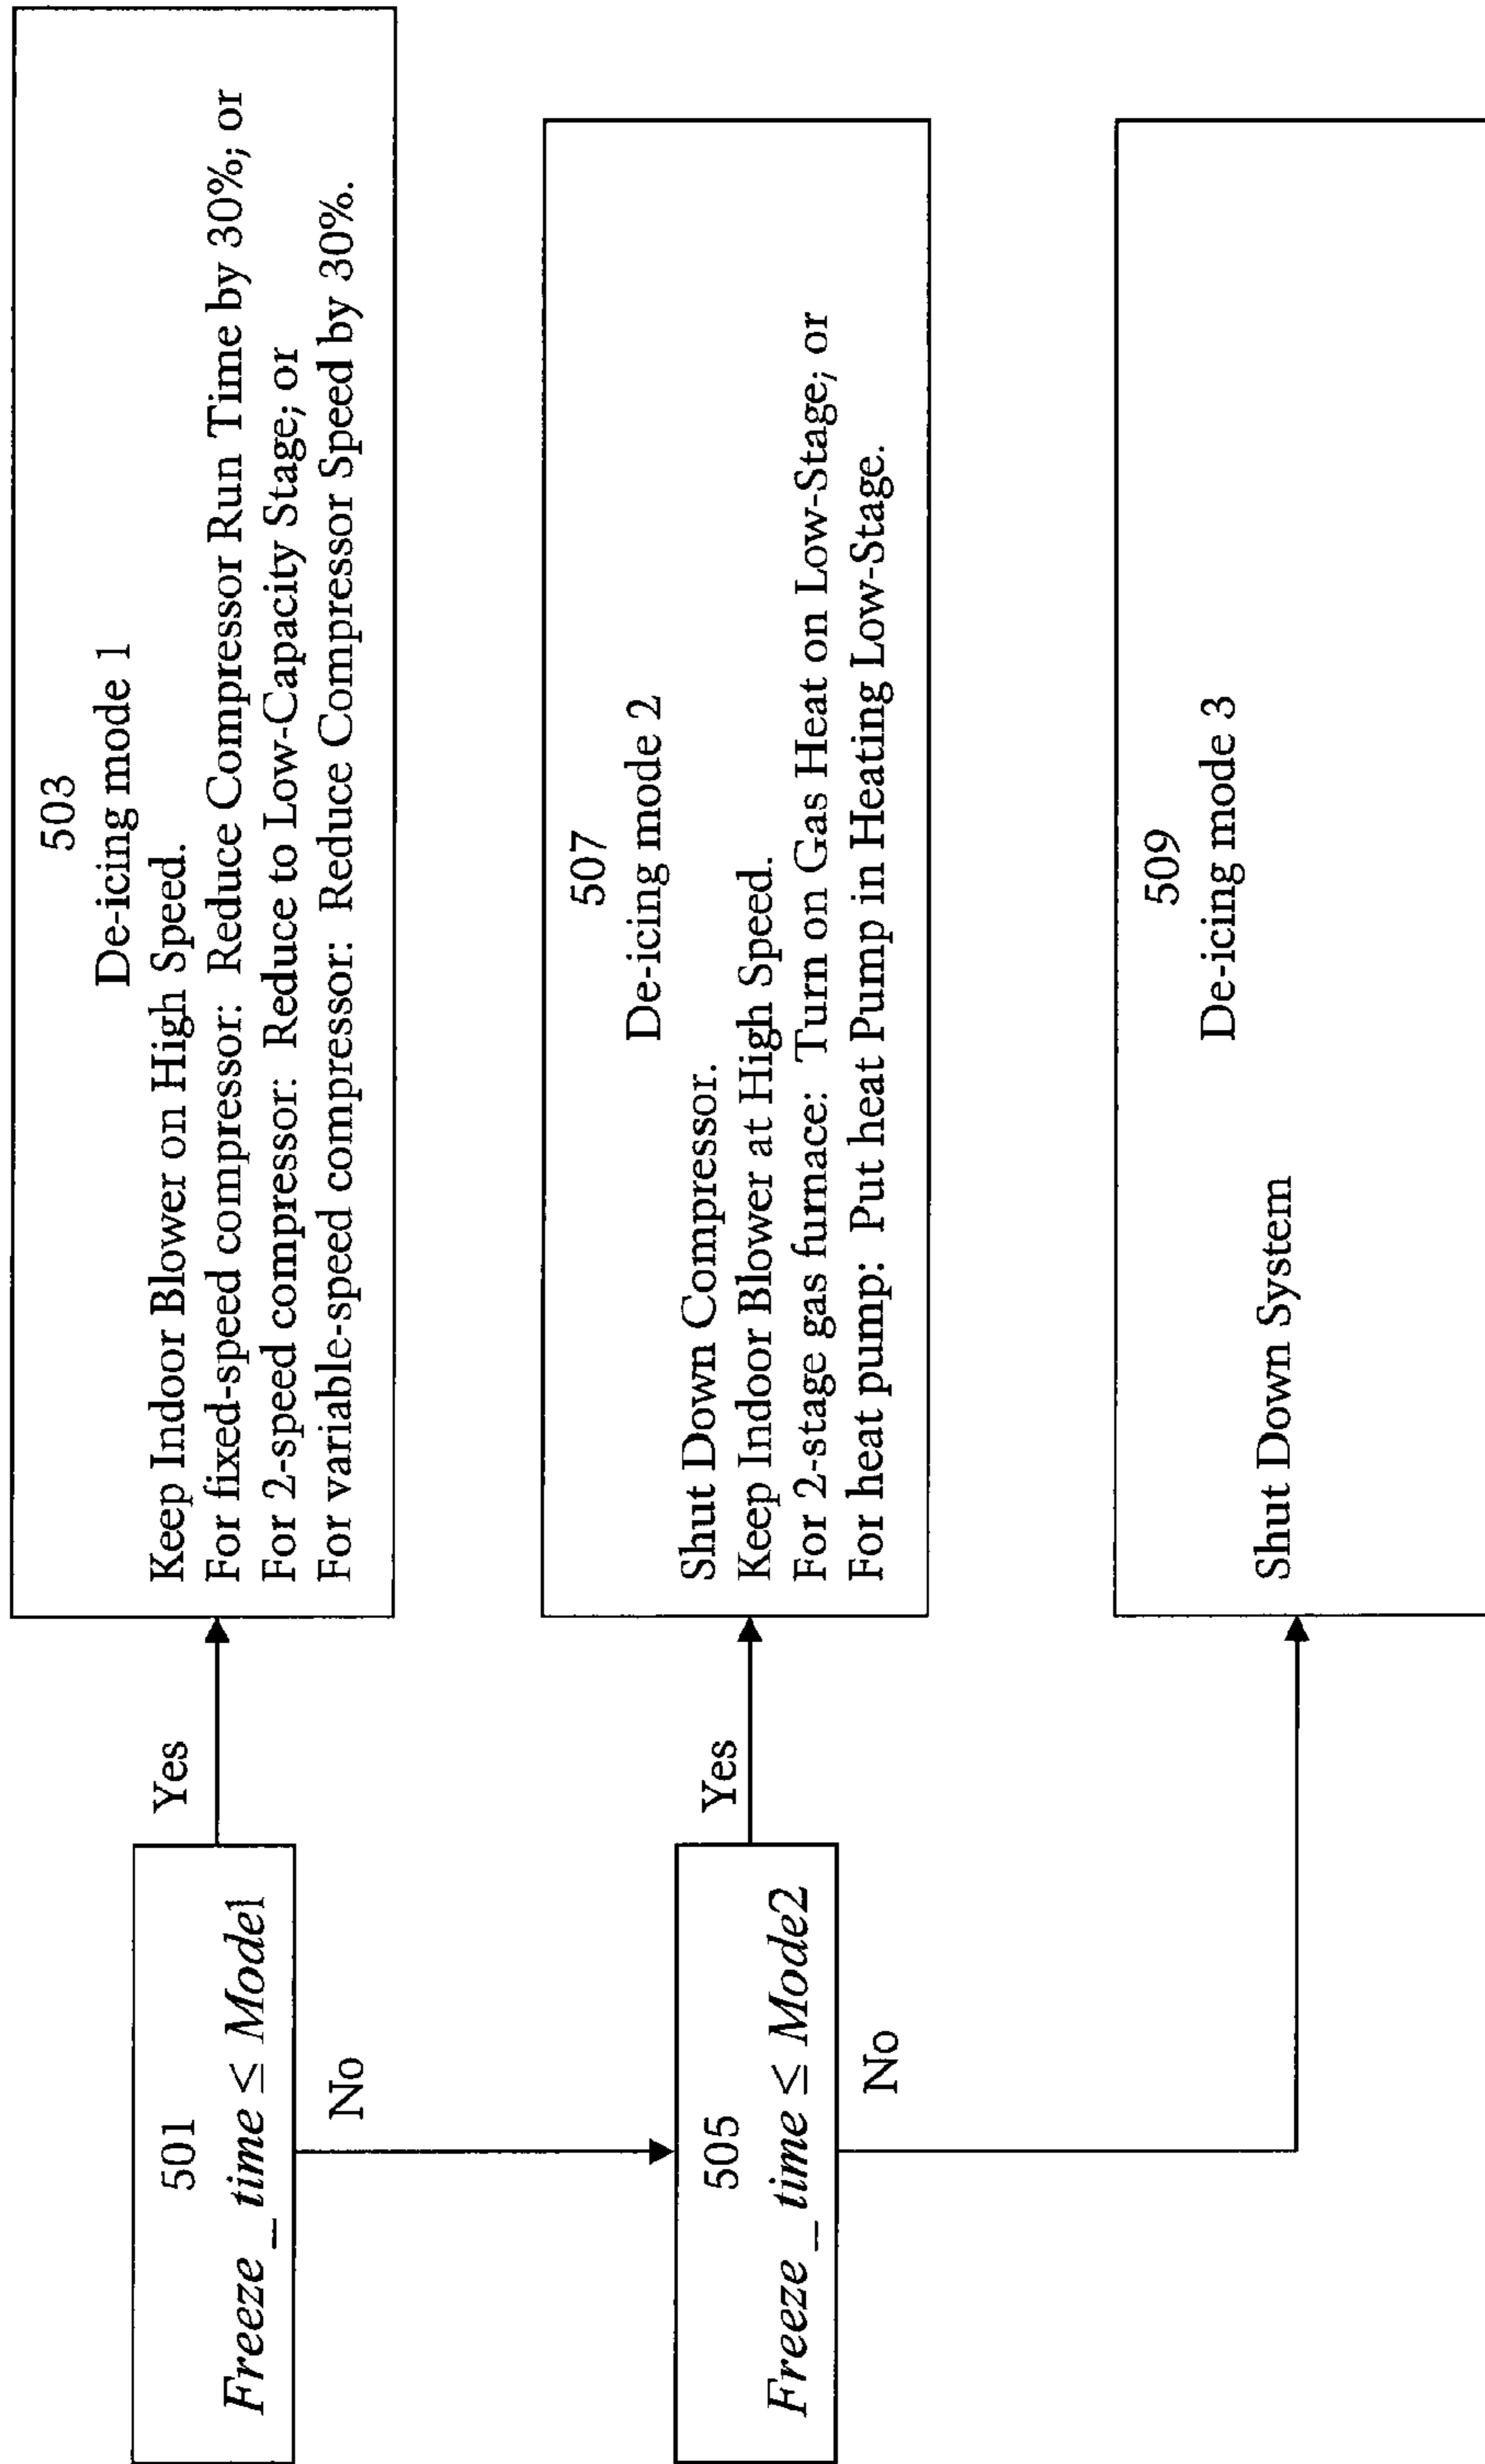 501
Freeze_time ≤ Mode1
Yes
503
De-icing mode 1
Keep Indoor Blower on High Speed.
For fixed-speed compressor: Reduce Compressor Run Time by 30%; or
For 2-speed compressor: Reduce to Low-Capacity Stage; or
For variable-speed compressor: Reduce Compressor Speed by 30%.
No
505
Freeze_time ≤ Mode2
Yes
507
De-icing mode 2
Shut Down Compressor.
Keep Indoor Blower at High Speed.
For 2-stage gas furnace: Turn on Gas Heat on Low-Stage; or
For heat pump: Put heat Pump in Heating Low-Stage.
No
509
De-icing mode 3
Shut Down System